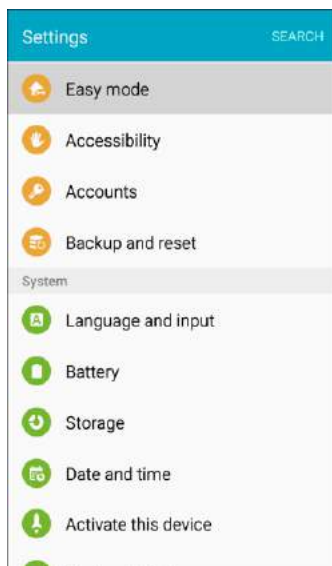 Settings SEARCH
Easy mode
Accessibility
Accounts
Backup and reset
System
A Language and input
Battery
Storage
Date and time
Activate this device